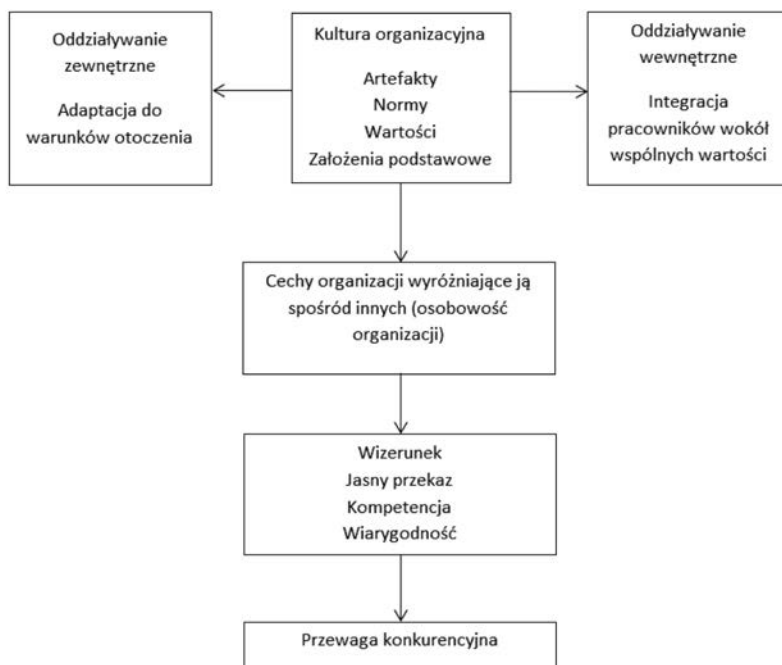 Oddziaływanie
zewnętrzne
Adaptacja do
warunków otoczenia
Kultura organizacyjna
Artefakty
Normy
Wartości
Założenia podstawowe
Oddziaływanie
wewnętrzne
Integracja
pracowników wokół
wspólnych wartości
Cechy organizacji wyróżniające ją
spośród innych (osobowość
organizacji)
Wizerunek
Jasny przekaz
Kompetencja
Wiarygodność
Przewaga konkurencyjna